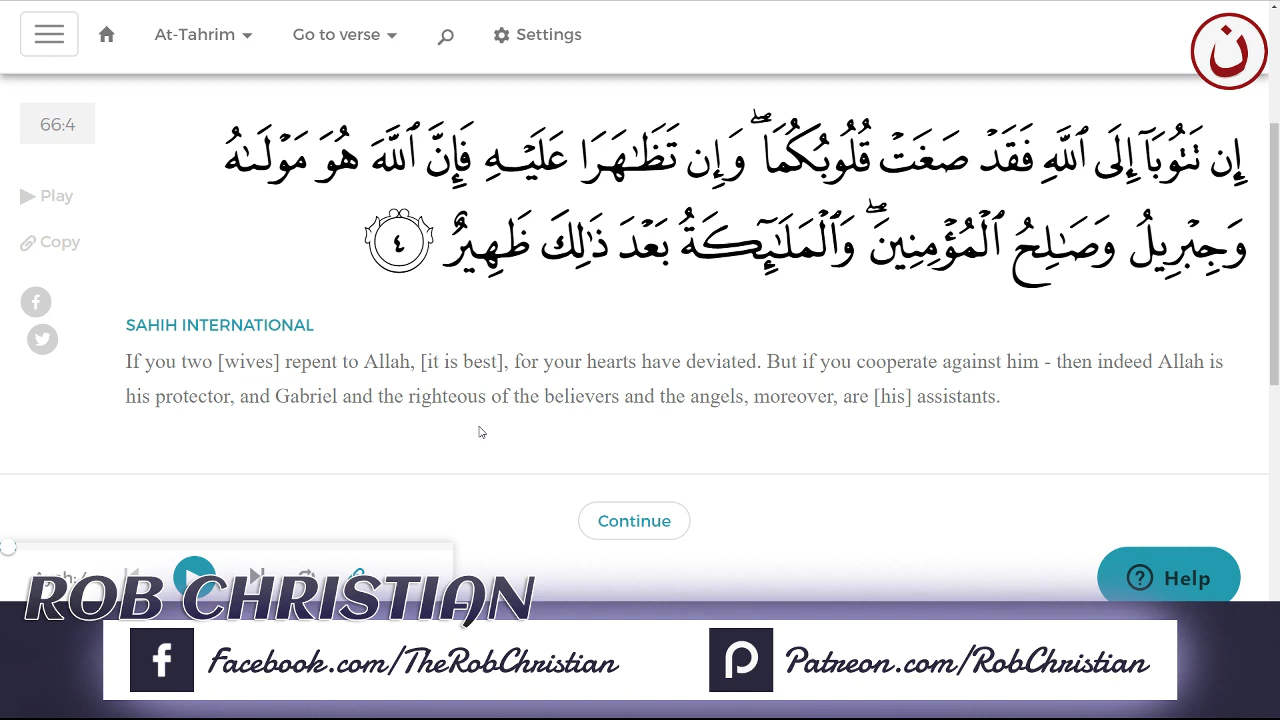 At-Tahrim
Go to verse
Settings
ن
66:4
إِن تَتُوبَآ إِلَى ٱللَّهِ فَقَدْ صَغَتْ قُلُوبُكُمَا ۖ وَإِن تَظَٰهَرَا عَلَيْهِ فَإِنَّ ٱللَّهَ هُوَ مَوْلَىٰهُ
وَجِبْرِيلُ وَصَٰلِحُ ٱلْمُؤْمِنِينَ ۖ وَٱلْمَلَٰٓئِكَةُ بَعْدَ ذَٰلِكَ ظَهِيرٌ ٤
Play
Copy
SAHIH INTERNATIONAL
If you two [wives] repent to Allah, [it is best], for your hearts have deviated. But if you cooperate against him - then indeed Allah is
his protector, and Gabriel and the righteous of the believers and the angels, moreover, are [his] assistants.
Continue
? Help
ROB CHRISTIAN
Facebook.com/TheRobChristian
Patreon.com/RobChristian